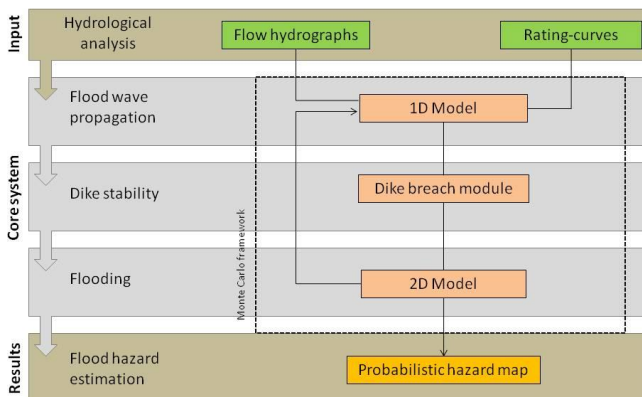 Input
Hydrological
analysis
Flow hydrographs
Rating-curves
Core system
Flood wave
propagation
1D Model
Dike stability
Dike breach module
Monte Carlo framework
Flooding
2D Model
Results
Flood hazard
estimation
Probabilistic hazard map